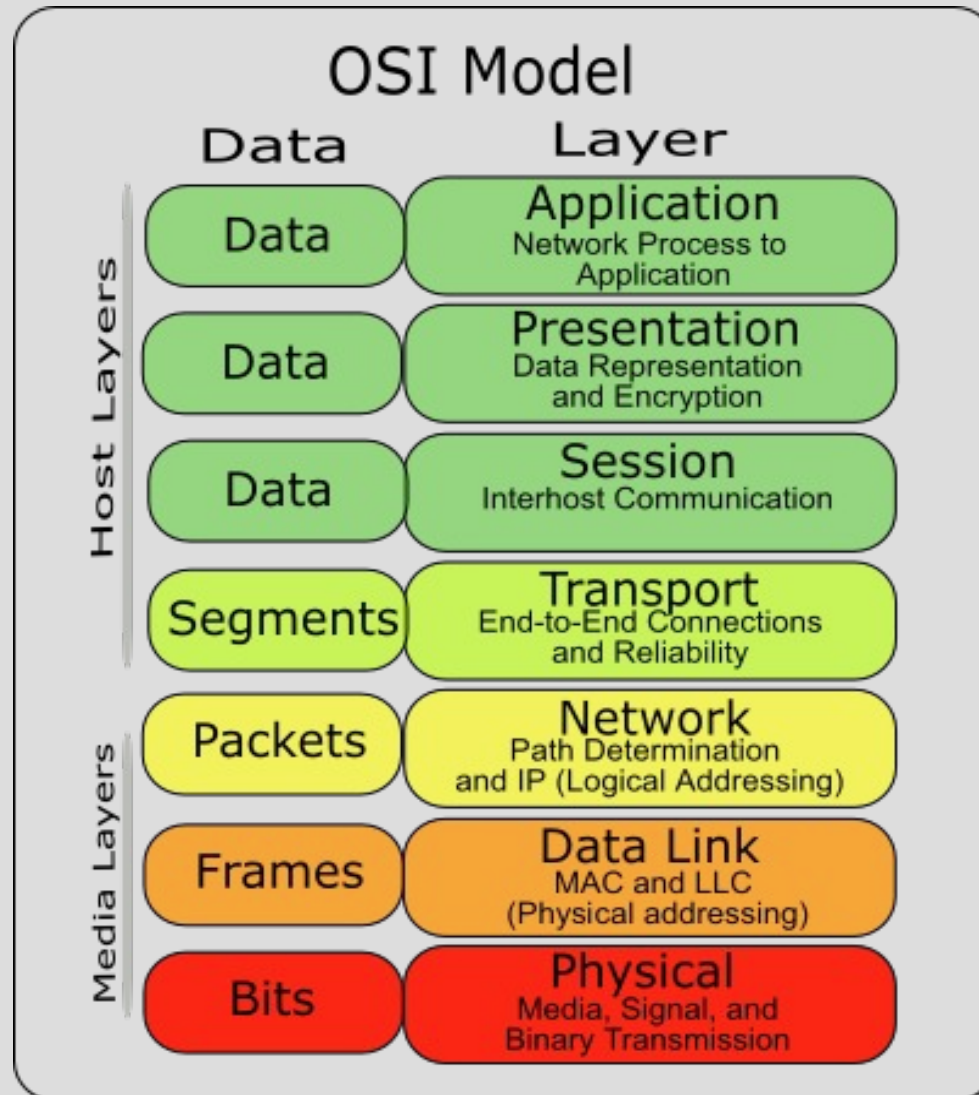 OSI Model
Data
Layer
Host Layers
Data
Application
Network Process to
Application
Data
Presentation
Data Representation
and Encryption
Data
Session
Interhost Communication
Segments
Transport
End-to-End Connections
and Reliability
Media Layers
Packets
Network
Path Determination
and IP (Logical Addressing)
Frames
Data Link
MAC and LLC
(Physical addressing)
Bits
Physical
Media, Signal, and
Binary Transmission